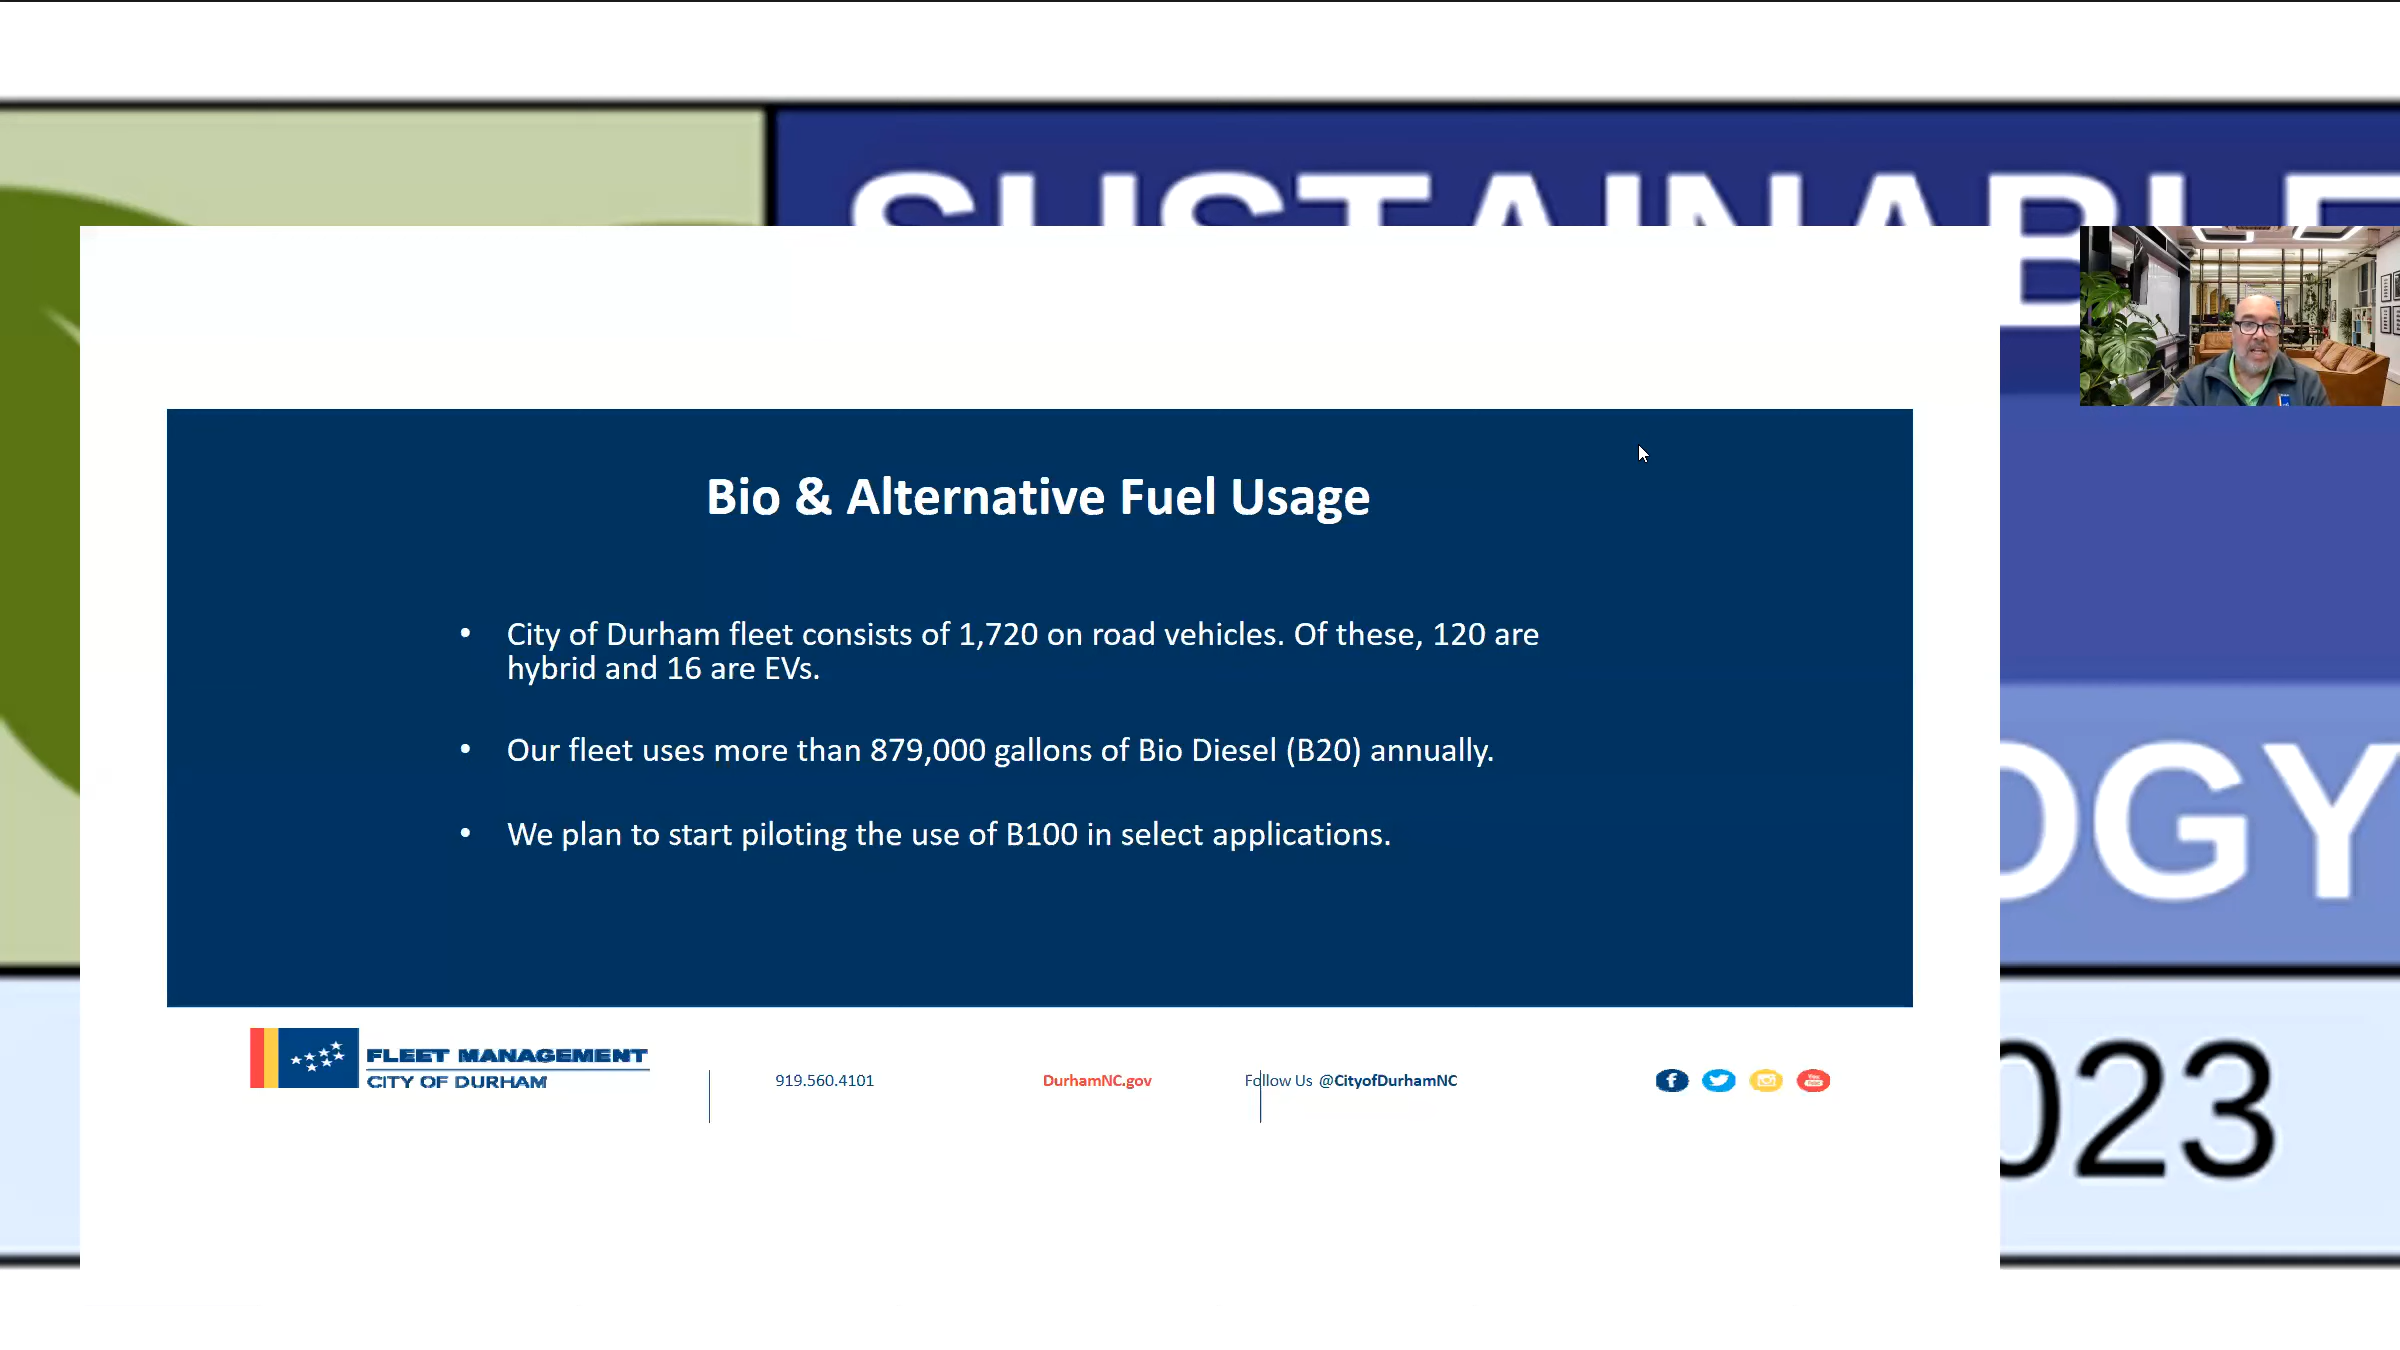 SUSTAINABLE
Bio & Alternative Fuel Usage
• City of Durham fleet consists of 1,720 on road vehicles. Of these, 120 are
hybrid and 16 are EVs.
• Our fleet uses more than 879,000 gallons of Bio Diesel (B20) annually.
• We plan to start piloting the use of B100 in select applications.
OGY
FLEET MANAGEMENT
CITY OF DURHAM
919.560.4101
DurhamNC.gov
Follow Us @CityofDurhamNC
f
You
Tube
023